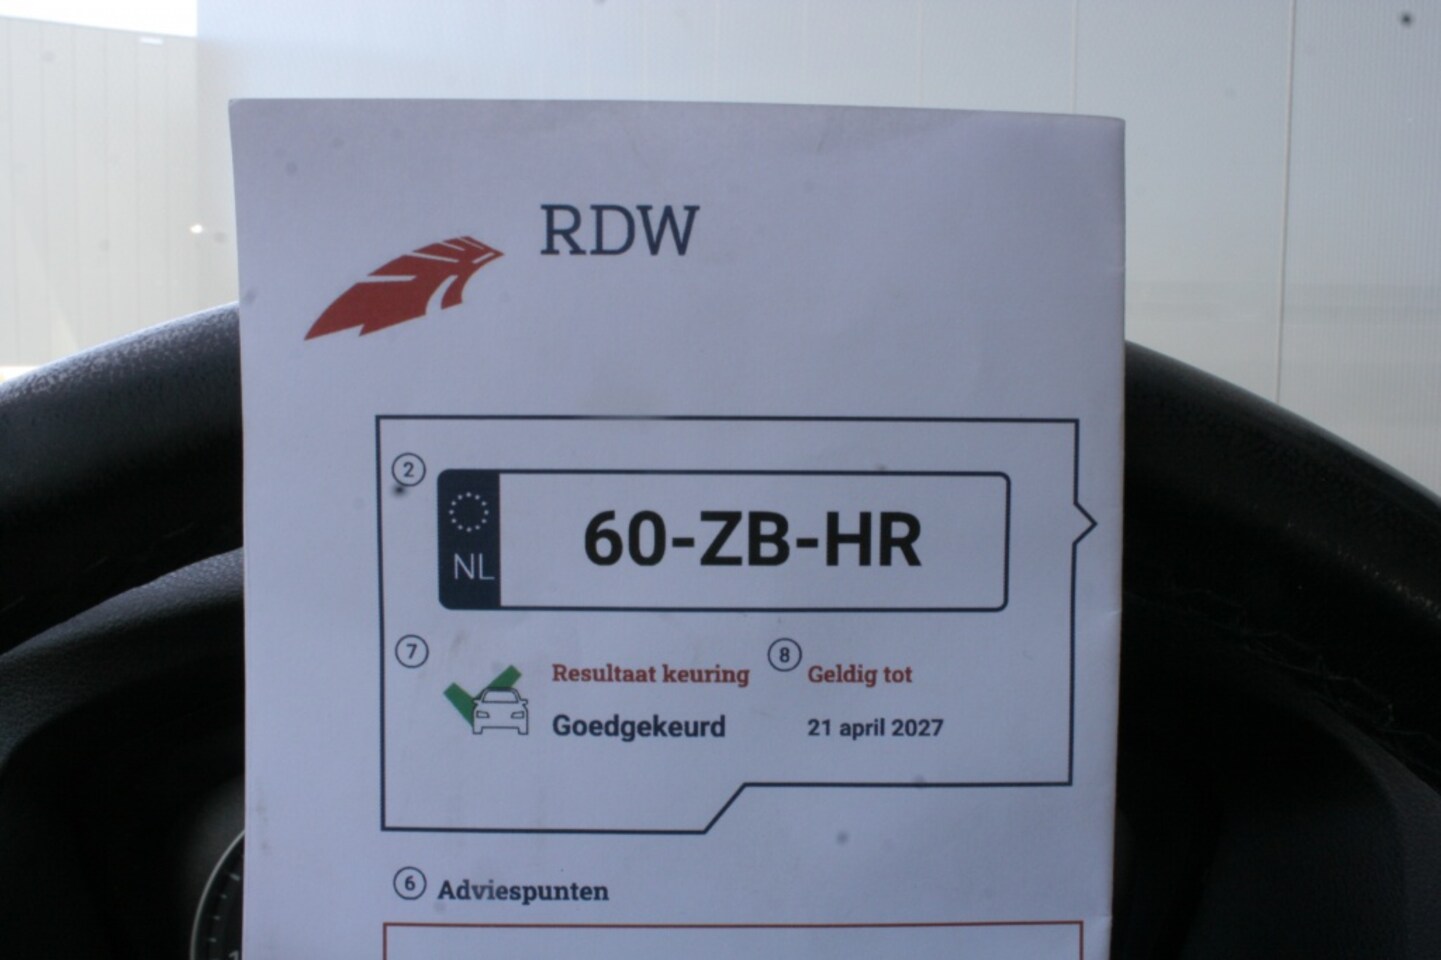 RDW
2
NL
60-ZB-HR
7
Resultaat keuring
8
Geldig tot
Goedgekeurd
21 april 2027
6 Adviespunten